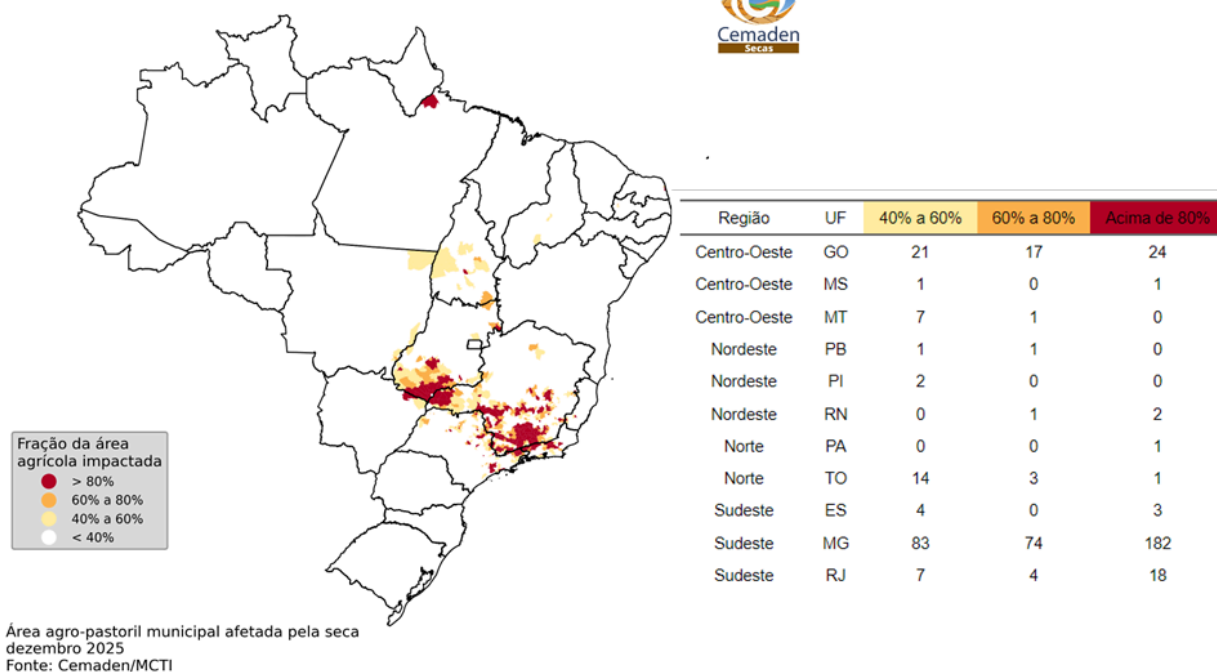 Cemaden
Secas
Região UF 40% a 60% 60% a 80% Acima de 80%
Centro-Oeste GO 21 17 24
Centro-Oeste MS 1 0 1
Centro-Oeste MT 7 1 0
Nordeste PB 1 1 0
Nordeste PI 2 0 0
Nordeste RN 0 1 2
Norte PA 0 0 1
Norte TO 14 3 1
Sudeste ES 4 0 3
Sudeste MG 83 74 182
Sudeste RJ 7 4 18
Fração da área
agrícola impactada
> 80%
60% a 80%
40% a 60%
< 40%
Área agro-pastoril municipal afetada pela seca
dezembro 2025
Fonte: Cemaden/MCTI